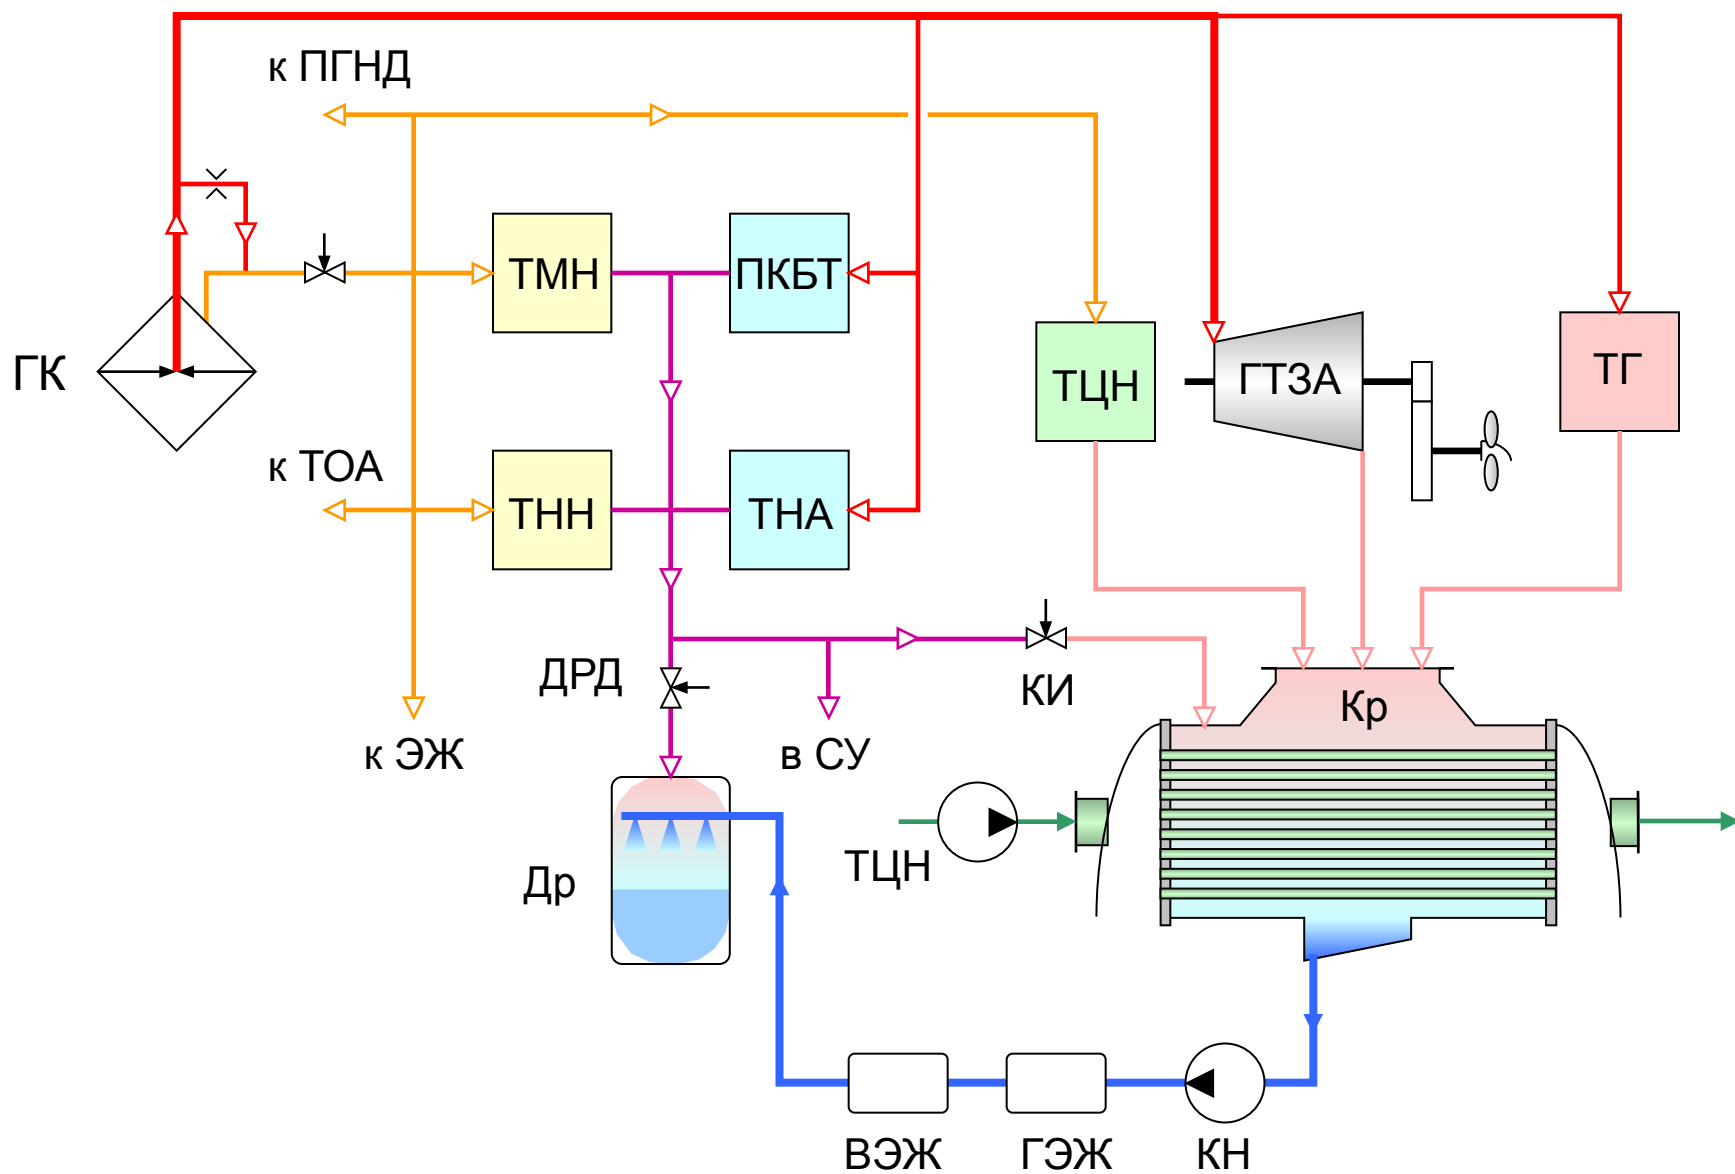 к ПГНД
ТМН
ПКБТ
ГК
ТЦН
ГТЗА
ТГ
к ТОА
ТНН
ТНА
ДРД
КИ
Кр
к ЭЖ
в СУ
ТЦН
Др
ВЭЖ
ГЭЖ
КН